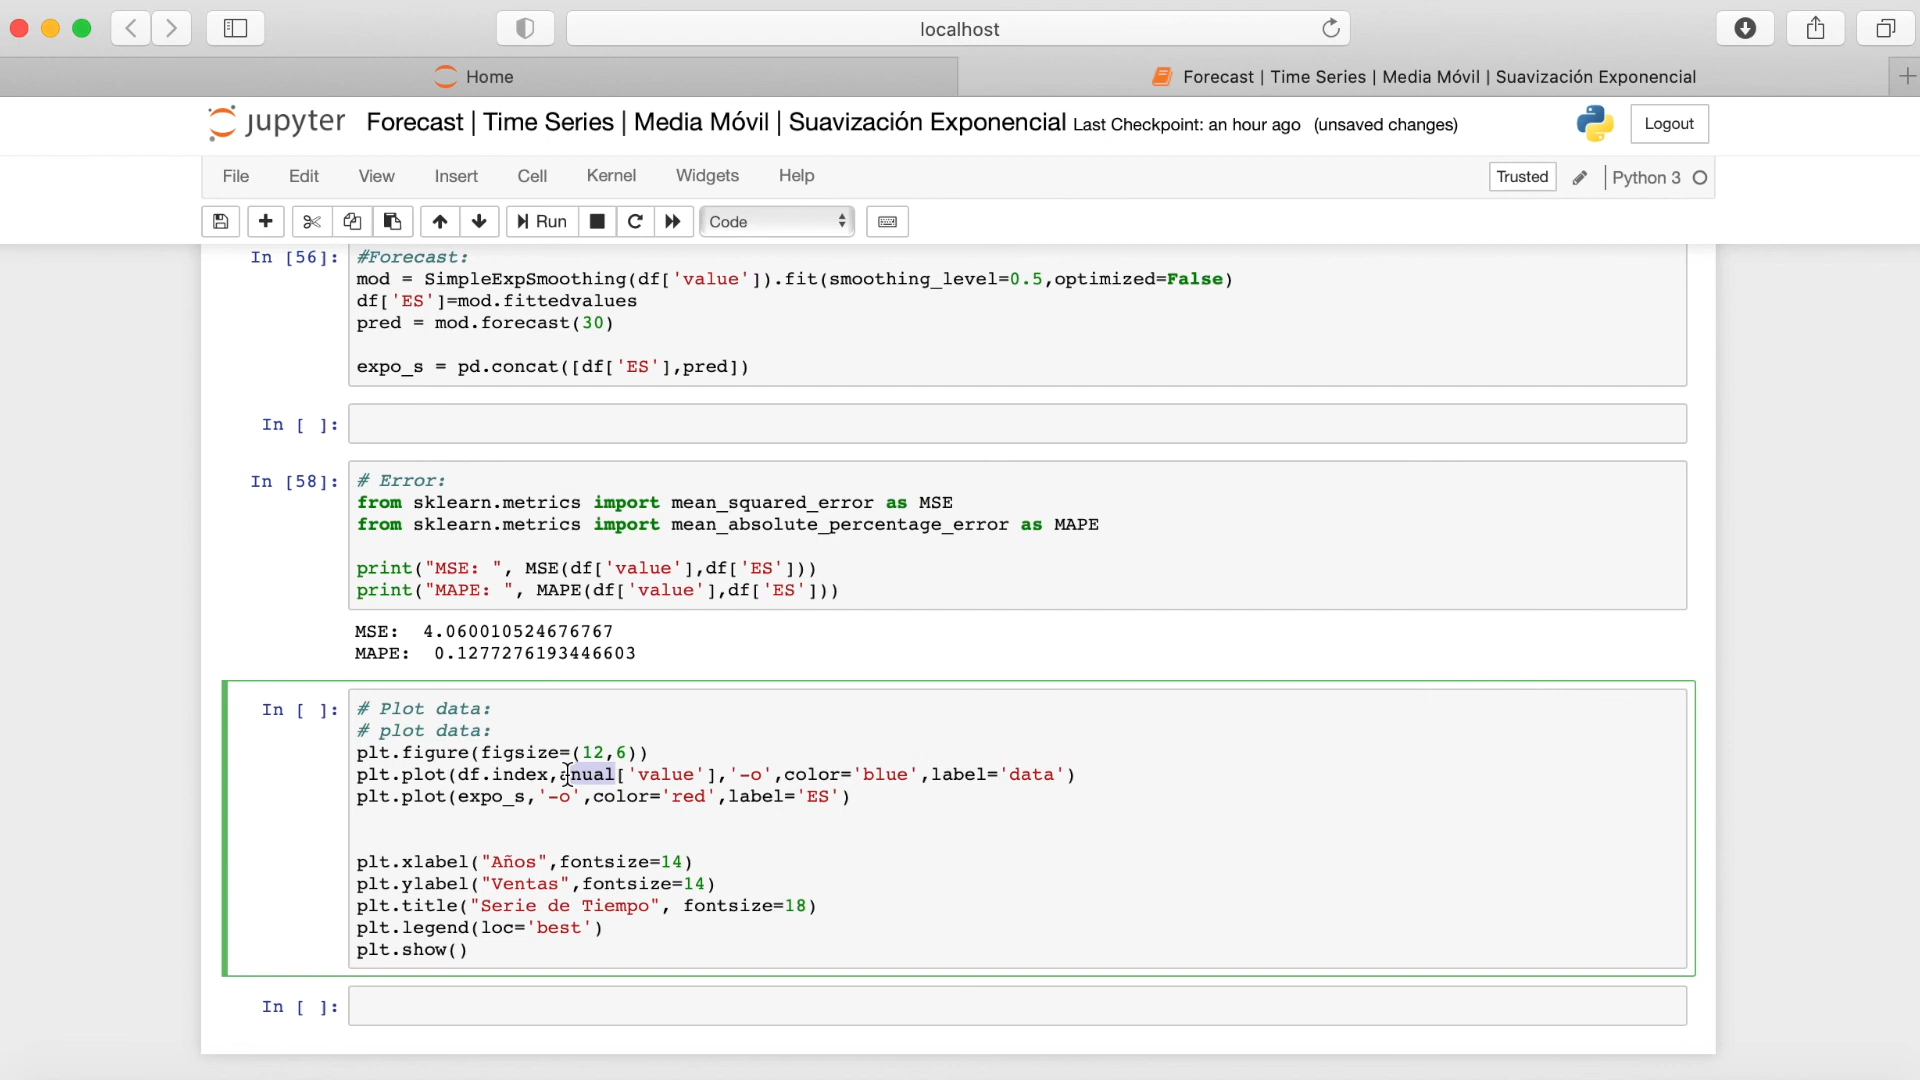 localhost
Home
Forecast | Time Series | Media Móvil | Suavización Exponencial
jupyter Forecast | Time Series | Media Móvil | Suavización Exponencial Last Checkpoint: an hour ago (unsaved changes)
Logout
File Edit View Insert Cell Kernel Widgets Help
Trusted
Python 3
Run
Code
In [56]: #Forecast:
mod = SimpleExpSmoothing(df['value']).fit(smoothing_level=0.5,optimized=False)
df['ES']=mod.fittedvalues
pred = mod.forecast(30)
expo_s = pd.concat([df['ES'],pred])
In [ ]:
In [58]: # Error:
from sklearn.metrics import mean_squared_error as MSE
from sklearn.metrics import mean_absolute_percentage_error as MAPE
print("MSE: ", MSE(df['value'],df['ES']))
print("MAPE: ", MAPE(df['value'],df['ES']))
MSE:  4.060010524676767
MAPE:  0.1277276193446603
In [ ]: # Plot data:
# plot data:
plt.figure(figsize=(12,6))
plt.plot(df.index,anual['value'],'-o',color='blue',label='data')
plt.plot(expo_s,'-o',color='red',label='ES')
plt.xlabel("Años",fontsize=14)
plt.ylabel("Ventas",fontsize=14)
plt.title("Serie de Tiempo", fontsize=18)
plt.legend(loc='best')
plt.show()
In [ ]: